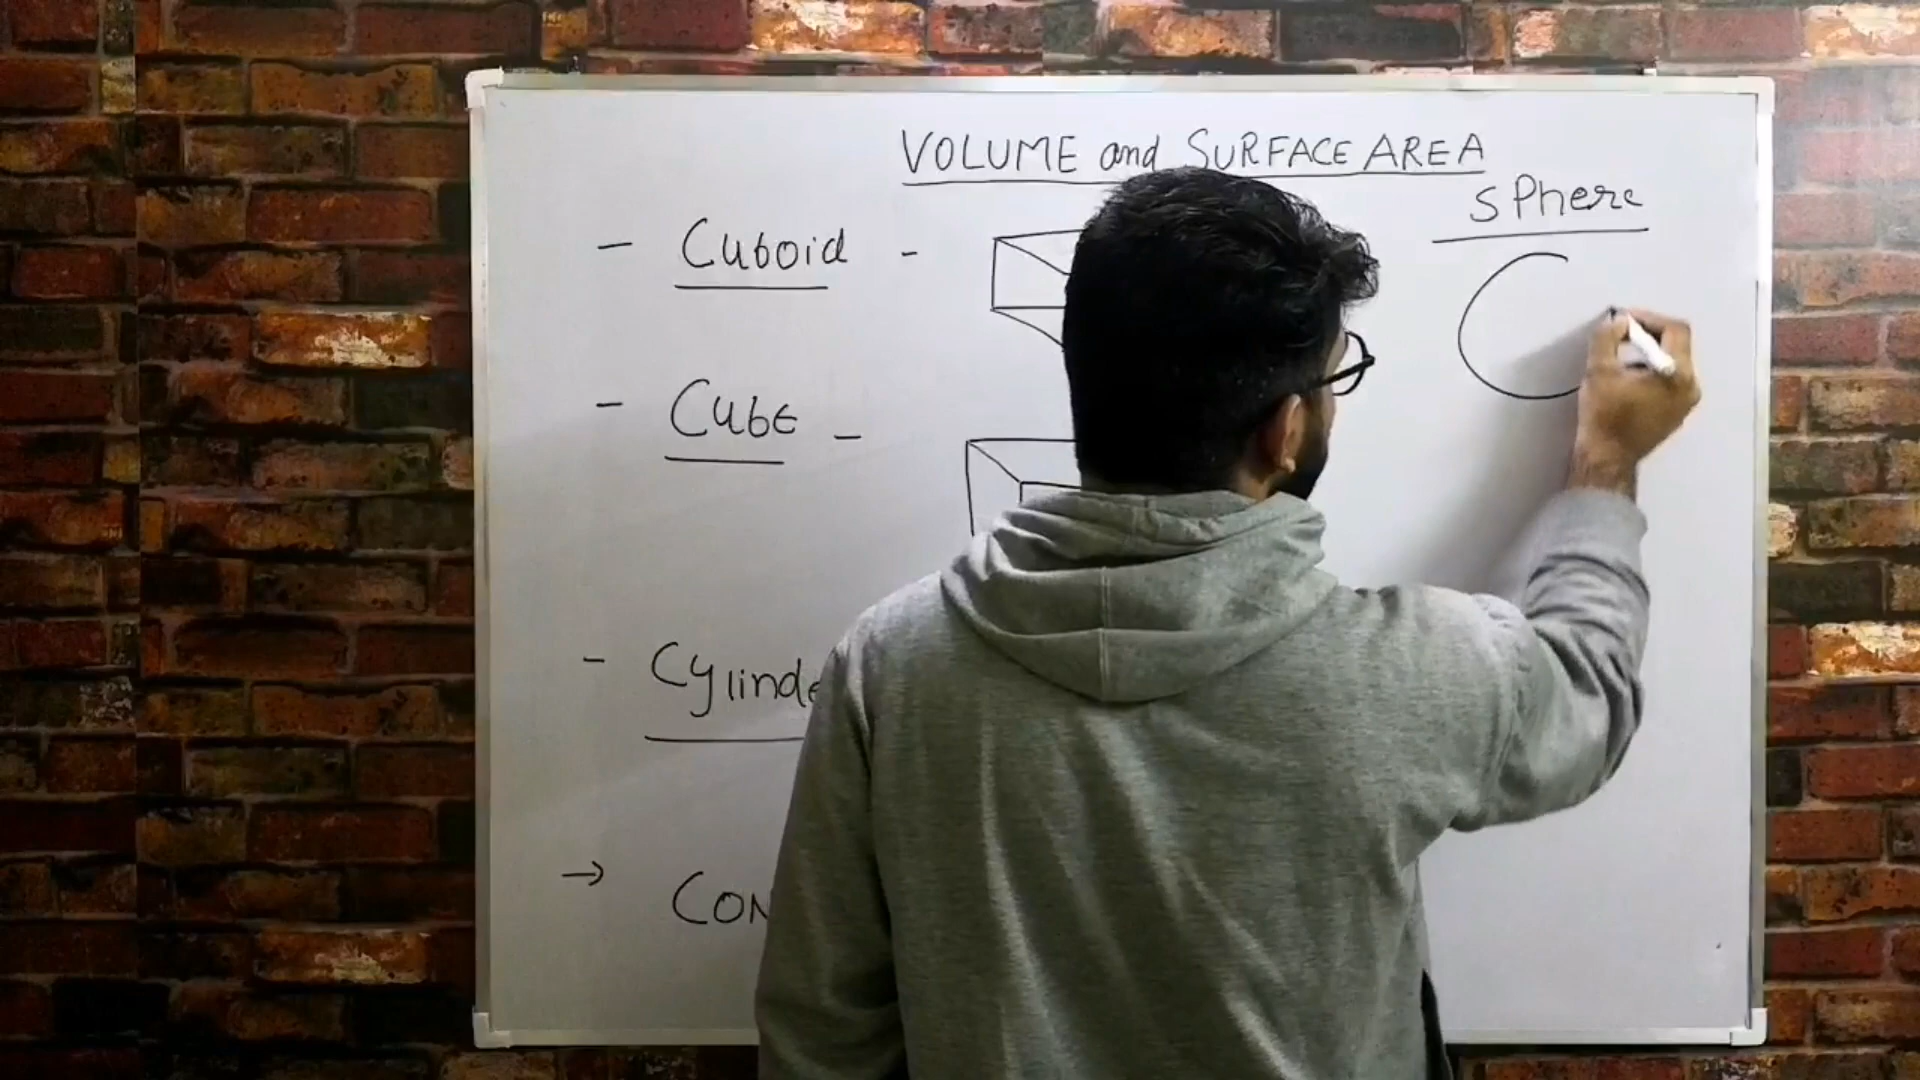 VOLUME and SURFACE AREA
sPhere
- Cuboid -
- CubE -
- Cylinde
→ CON